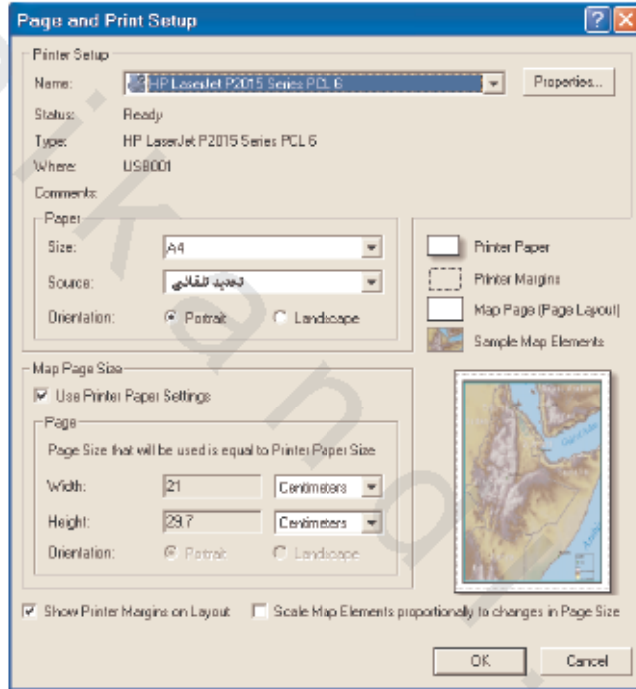 Page and Print Setup
Printer Setup
Name: HP LaserJet P2015 Series PCL 6 Properties...
Status: Ready
Type: HP LaserJet P2015 Series PCL 6
Where: USB001
Comments:
Paper
Size: A4
Source: تحديد تلقائي
Orientation: Portrait Landscape
Printer Paper
Printer Margins
Map Page (Page Layout)
Sample Map Elements
Map Page Size
Use Printer Paper Settings
Page
Page Size that will be used is equal to Printer Paper Size
Width: 21 Centimeters
Height: 29.7 Centimeters
Orientation: Portrait Landscape
Show Printer Margins on Layout Scale Map Elements proportionally to changes in Page Size
OK Cancel